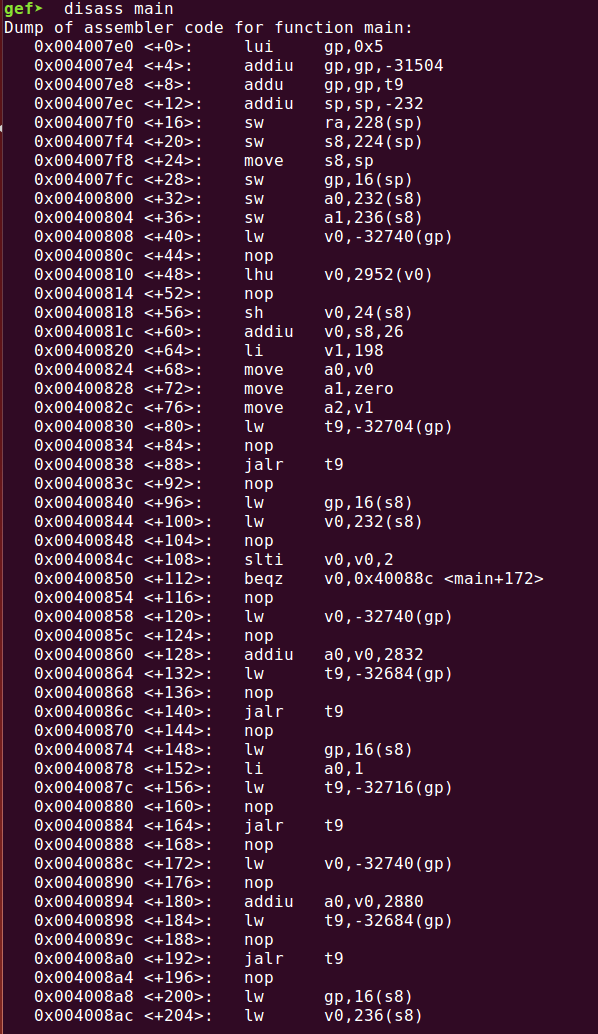 gef➤  disass main
Dump of assembler code for function main:
   0x004007e0 <+0>:	lui	gp,0x5
   0x004007e4 <+4>:	addiu	gp,gp,-31504
   0x004007e8 <+8>:	addu	gp,gp,t9
   0x004007ec <+12>:	addiu	sp,sp,-232
   0x004007f0 <+16>:	sw	ra,228(sp)
   0x004007f4 <+20>:	sw	s8,224(sp)
   0x004007f8 <+24>:	move	s8,sp
   0x004007fc <+28>:	sw	gp,16(sp)
   0x00400800 <+32>:	sw	a0,232(s8)
   0x00400804 <+36>:	sw	a1,236(s8)
   0x00400808 <+40>:	lw	v0,-32740(gp)
   0x0040080c <+44>:	nop
   0x00400810 <+48>:	lhu	v0,2952(v0)
   0x00400814 <+52>:	nop
   0x00400818 <+56>:	sh	v0,24(s8)
   0x0040081c <+60>:	addiu	v0,s8,26
   0x00400820 <+64>:	li	v1,198
   0x00400824 <+68>:	move	a0,v0
   0x00400828 <+72>:	move	a1,zero
   0x0040082c <+76>:	move	a2,v1
   0x00400830 <+80>:	lw	t9,-32704(gp)
   0x00400834 <+84>:	nop
   0x00400838 <+88>:	jalr	t9
   0x0040083c <+92>:	nop
   0x00400840 <+96>:	lw	gp,16(s8)
   0x00400844 <+100>:	lw	v0,232(s8)
   0x00400848 <+104>:	nop
   0x0040084c <+108>:	slti	v0,v0,2
   0x00400850 <+112>:	beqz	v0,0x40088c <main+172>
   0x00400854 <+116>:	nop
   0x00400858 <+120>:	lw	v0,-32740(gp)
   0x0040085c <+124>:	nop
   0x00400860 <+128>:	addiu	a0,v0,2832
   0x00400864 <+132>:	lw	t9,-32684(gp)
   0x00400868 <+136>:	nop
   0x0040086c <+140>:	jalr	t9
   0x00400870 <+144>:	nop
   0x00400874 <+148>:	lw	gp,16(s8)
   0x00400878 <+152>:	li	a0,1
   0x0040087c <+156>:	lw	t9,-32716(gp)
   0x00400880 <+160>:	nop
   0x00400884 <+164>:	jalr	t9
   0x00400888 <+168>:	nop
   0x0040088c <+172>:	lw	v0,-32740(gp)
   0x00400890 <+176>:	nop
   0x00400894 <+180>:	addiu	a0,v0,2880
   0x00400898 <+184>:	lw	t9,-32684(gp)
   0x0040089c <+188>:	nop
   0x004008a0 <+192>:	jalr	t9
   0x004008a4 <+196>:	nop
   0x004008a8 <+200>:	lw	gp,16(s8)
   0x004008ac <+204>:	lw	v0,236(s8)